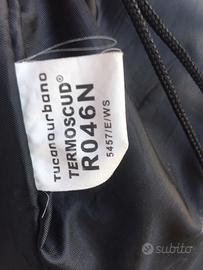 Tucanourbano
TERMOSCUD®
R046N
5457/E/WS
subito